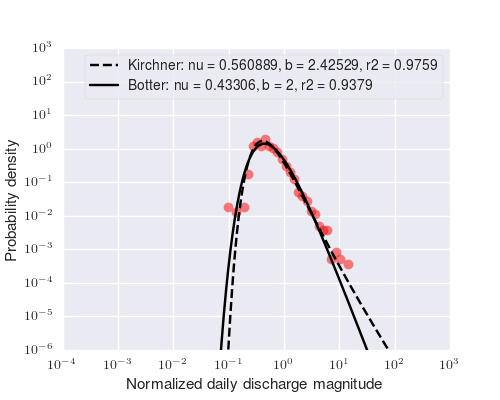 10³
10²
10¹
10⁰
10⁻¹
10⁻²
10⁻³
10⁻⁴
10⁻⁵
10⁻⁶
Probability density
Kirchner: nu = 0.560889, b = 2.42529, r2 = 0.9759
Botter: nu = 0.43306, b = 2, r2 = 0.9379
10⁻⁴ 10⁻³ 10⁻² 10⁻¹ 10⁰ 10¹ 10² 10³
Normalized daily discharge magnitude